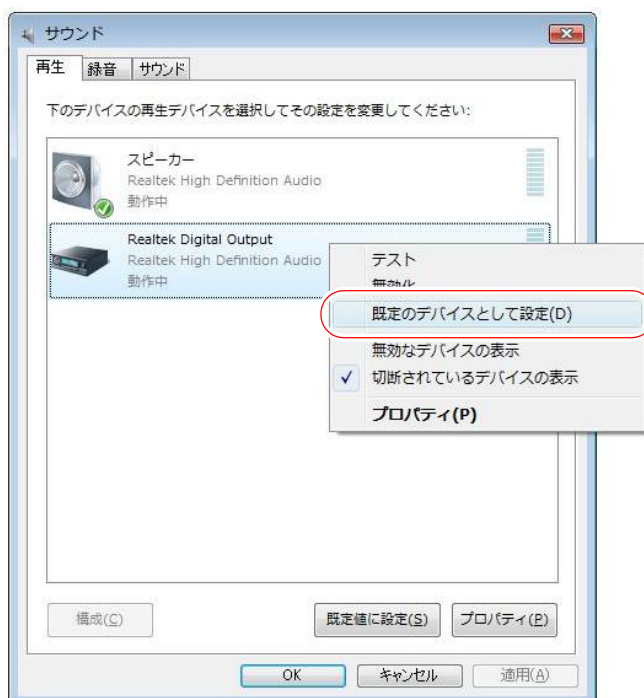 サウンド
再生
録音
サウンド
下のデバイスの再生デバイスを選択してその設定を変更してください:
スピーカー
Realtek High Definition Audio
動作中
Realtek Digital Output
Realtek High Definition Audio
動作中
テスト
無効化
既定のデバイスとして設定(D)
無効なデバイスの表示
切断されているデバイスの表示
プロパティ(P)
構成(C)
既定値に設定(S)
プロパティ(P)
OK
キャンセル
適用(A)